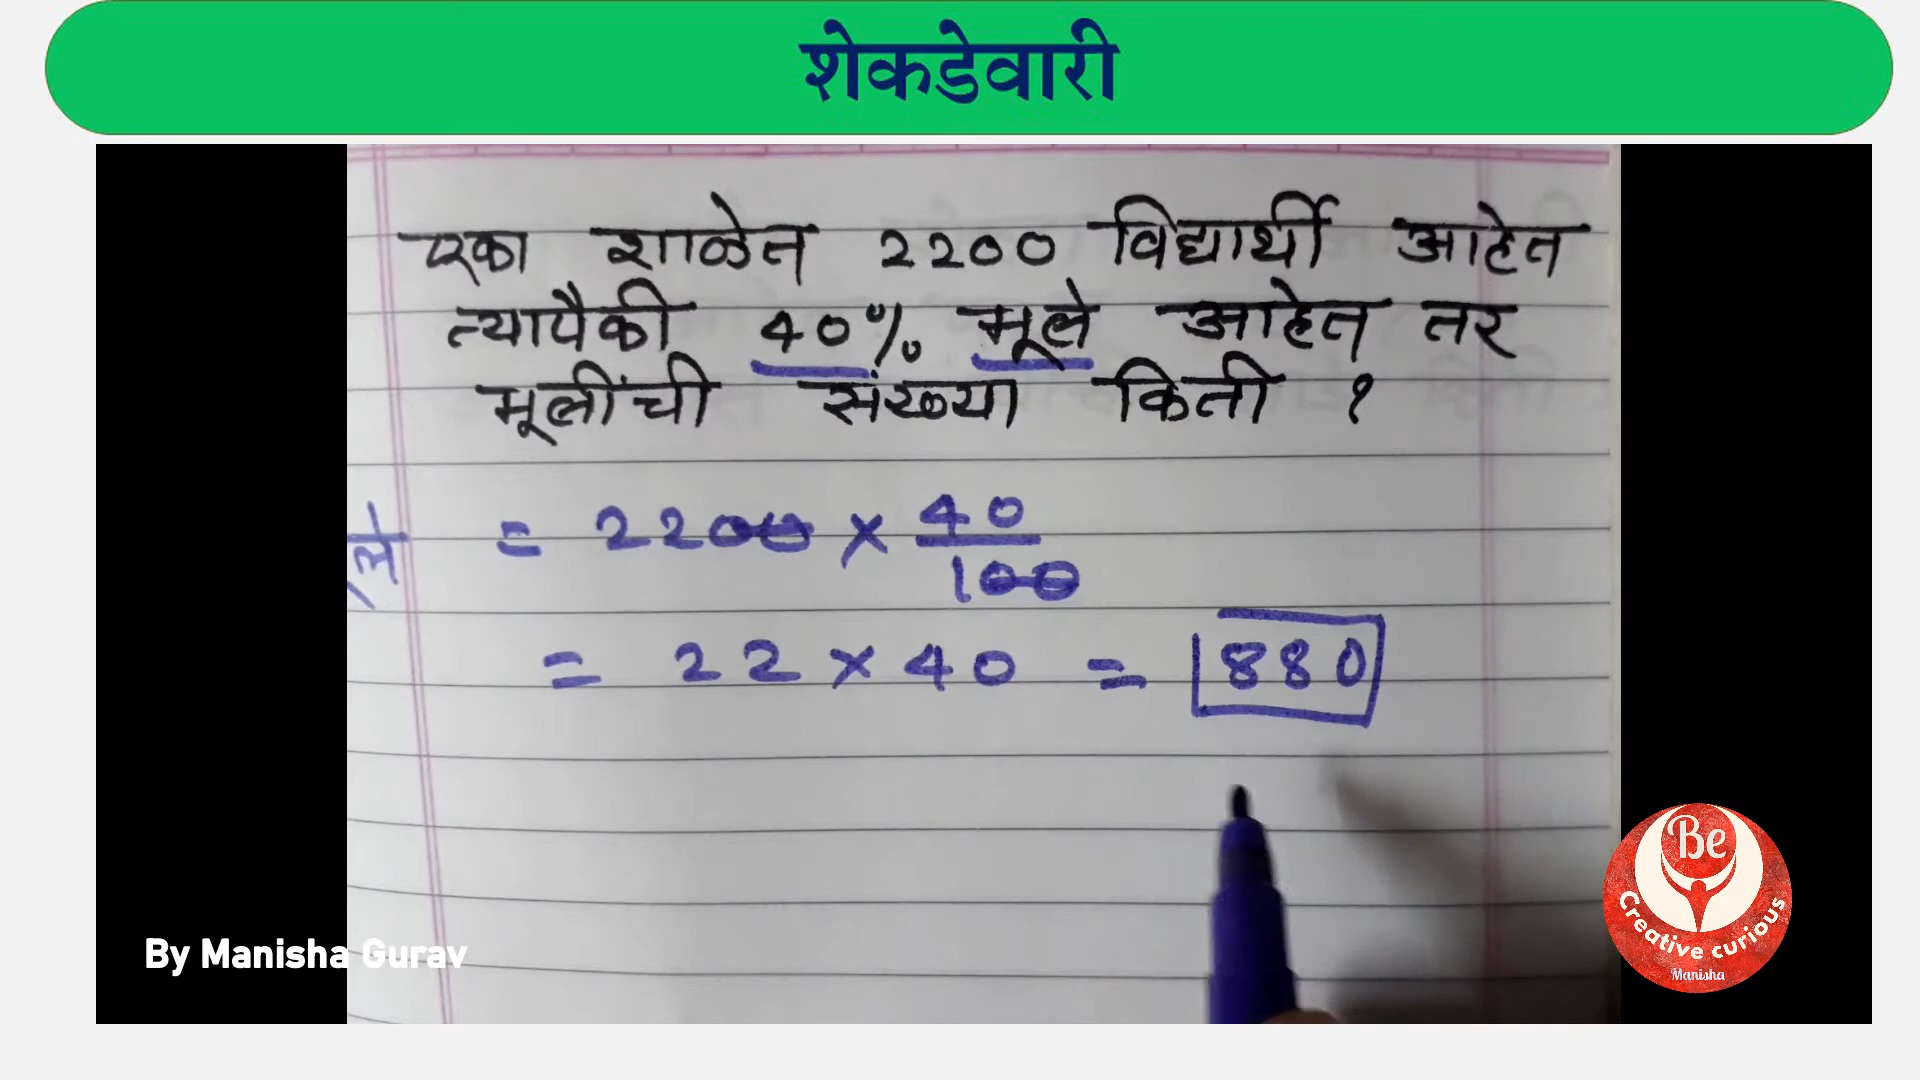 शेकडेवारी
एका शाळेत 2200 विद्यार्थी आहेत
त्यापैकी 40% मूले आहेत तर
मूलींची संख्या किती ?
ले = 2200 × 40/100
= 22 × 40 = 880
By Manisha Gurav
Be
Creative curious
Manisha